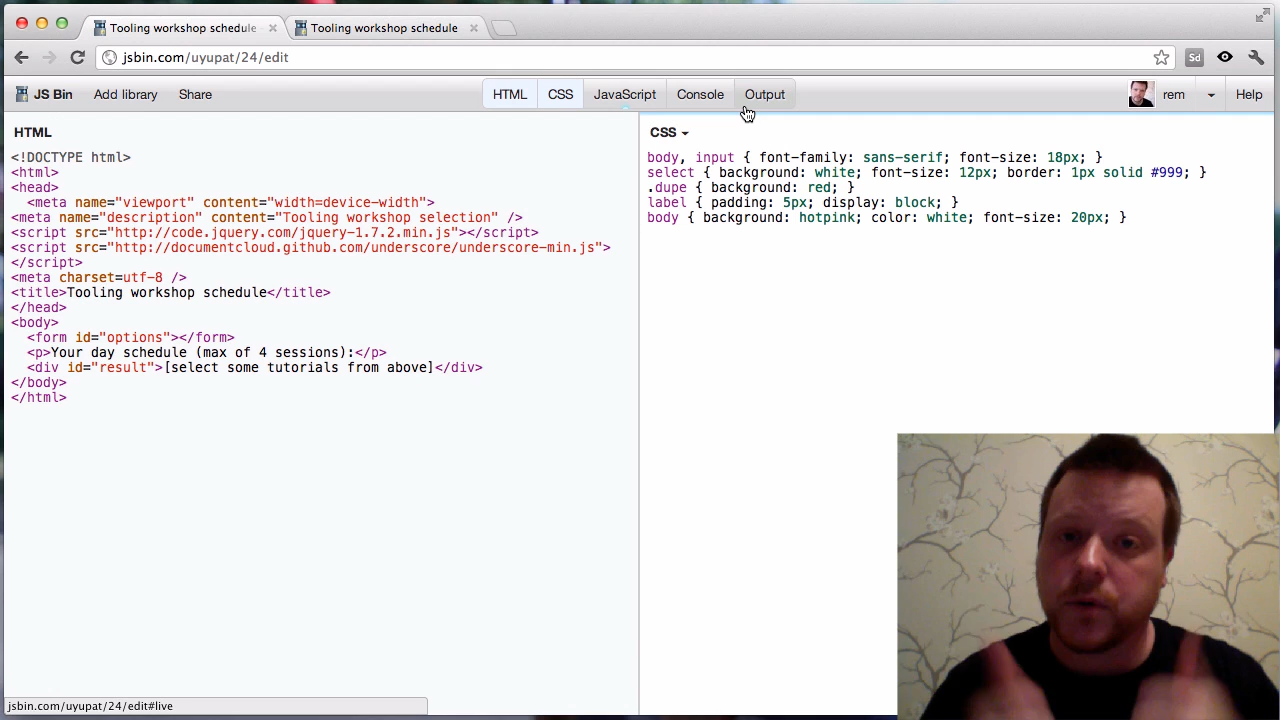 Tooling workshop schedule
Tooling workshop schedule
jsbin.com/uyupat/24/edit
Sd
JS Bin
Add library
Share
HTML
CSS
JavaScript
Console
Output
rem
Help
HTML
<!DOCTYPE html>
<html>
<head>
<meta name="viewport" content="width=device-width">
<meta name="description" content="Tooling workshop selection" />
<script src="http://code.jquery.com/jquery-1.7.2.min.js"></script>
<script src="http://documentcloud.github.com/underscore/underscore-min.js">
</script>
<meta charset=utf-8 />
<title>Tooling workshop schedule</title>
</head>
<body>
<form id="options"></form>
<p>Your day schedule (max of 4 sessions):</p>
<div id="result">[select some tutorials from above]</div>
</body>
</html>
CSS
body, input { font-family: sans-serif; font-size: 18px; }
select { background: white; font-size: 12px; border: 1px solid #999; }
.dupe { background: red; }
label { padding: 5px; display: block; }
body { background: hotpink; color: white; font-size: 20px; }
jsbin.com/uyupat/24/edit#live